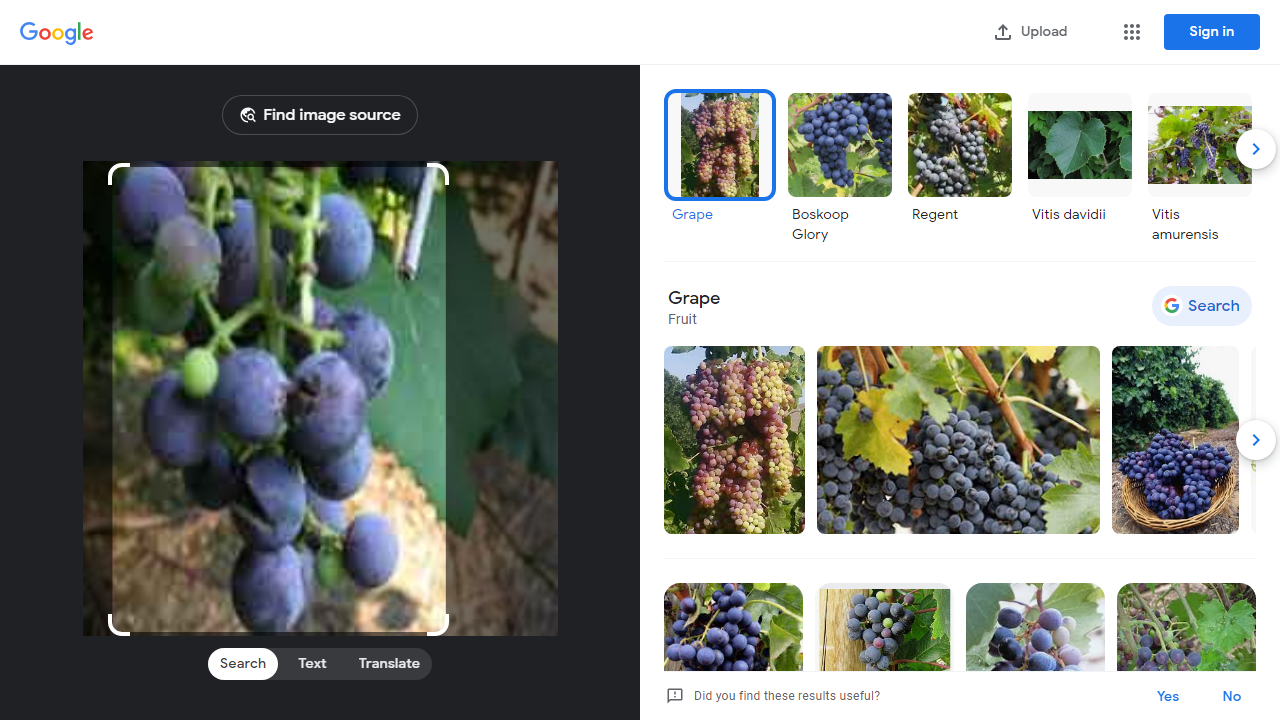 Google
Upload
Sign in
Find image source
Grape
Boskoop
Glory
Regent
Vitis davidii
Vitis
amurensis
Grape
Fruit
Search
Search
Text
Translate
Did you find these results useful?
Yes
No